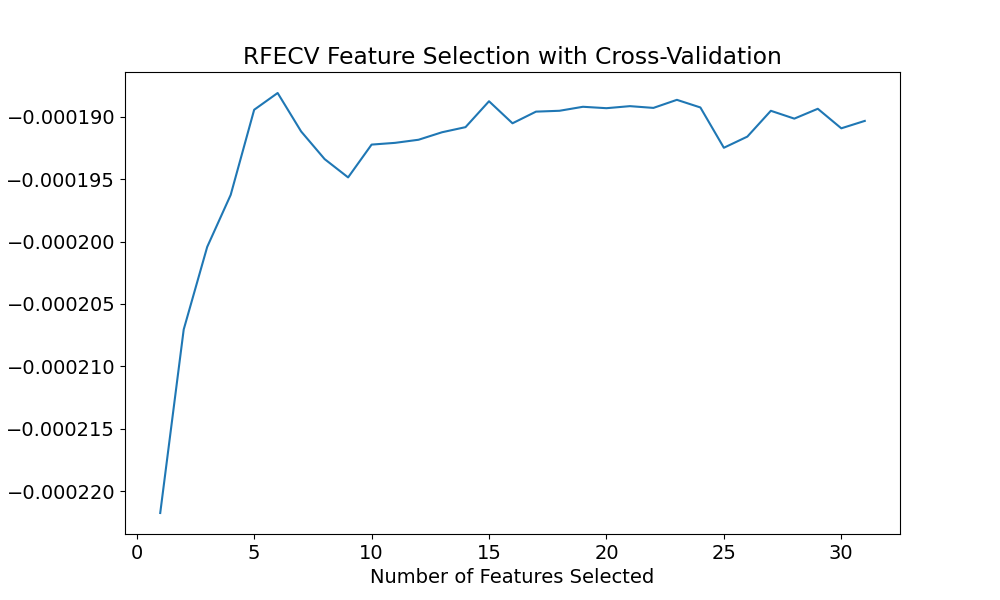 RFECV Feature Selection with Cross-Validation
−0.000190
−0.000195
−0.000200
−0.000205
−0.000210
−0.000215
−0.000220
0 5 10 15 20 25 30
Number of Features Selected